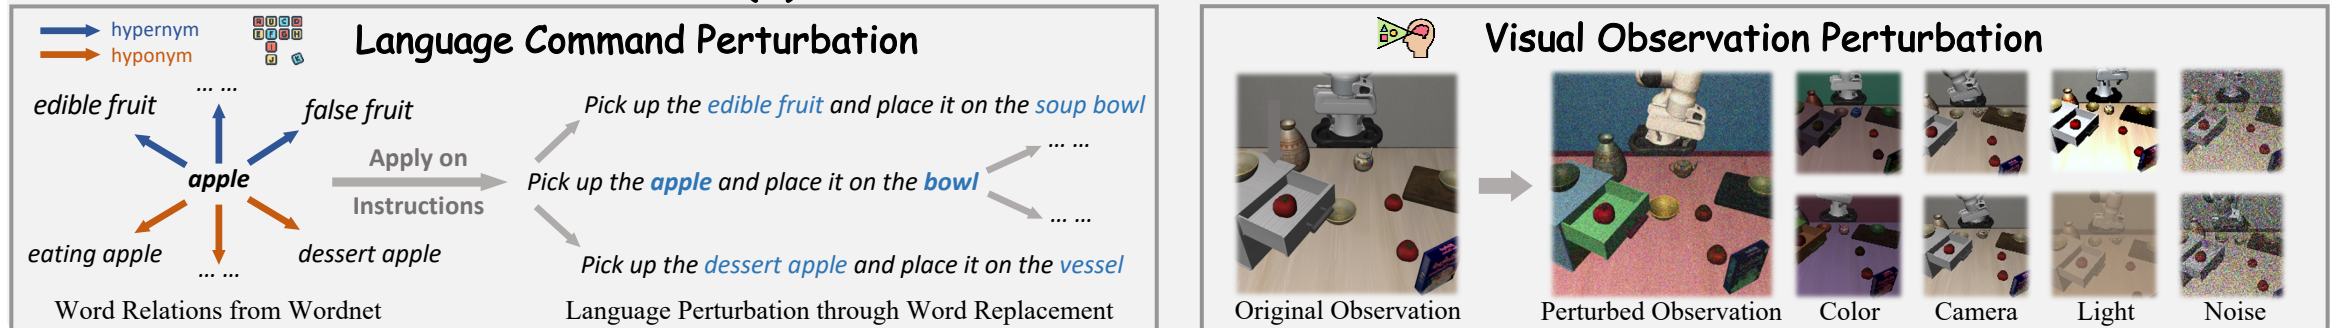 hypernym
hyponym
Language Command Perturbation
... ...
edible fruit
false fruit
apple
eating apple
dessert apple
... ...
Word Relations from Wordnet
Apply on
Instructions
Pick up the edible fruit and place it on the soup bowl
... ...
Pick up the apple and place it on the bowl
... ...
Pick up the dessert apple and place it on the vessel
Language Perturbation through Word Replacement
Visual Observation Perturbation
Original Observation
Perturbed Observation
Color
Camera
Light
Noise